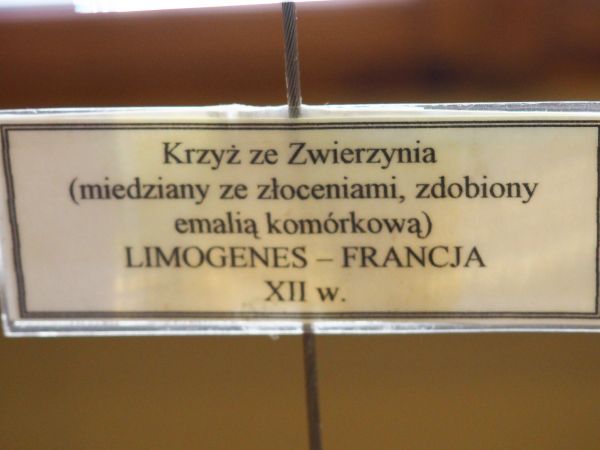 Krzyż ze Zwierzynia
(miedziany ze złoceniami, zdobiony
emalią komórkową)
LIMOGENES – FRANCJA
XII w.